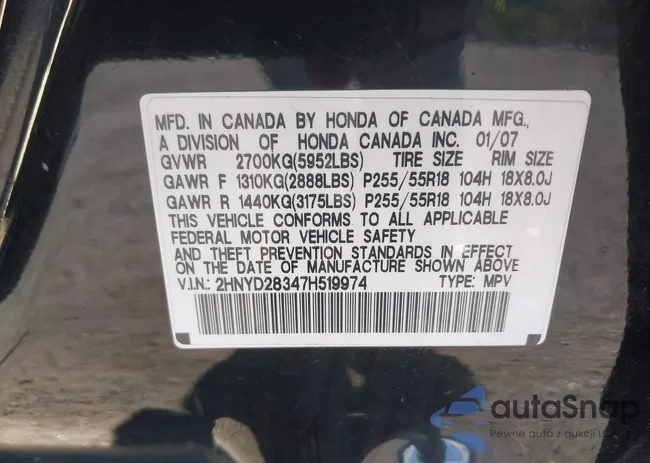 MFD. IN CANADA BY HONDA OF CANADA MFG.,
A DIVISION OF HONDA CANADA INC. 01/07
GVWR 2700KG(5952LBS) TIRE SIZE RIM SIZE
GAWR F 1310KG(2888LBS) P255/55R18 104H 18X8.0J
GAWR R 1440KG(3175LBS) P255/55R18 104H 18X8.0J
THIS VEHICLE CONFORMS TO ALL APPLICABLE
FEDERAL MOTOR VEHICLE SAFETY
AND THEFT PREVENTION STANDARDS IN EFFECT
ON THE DATE OF MANUFACTURE SHOWN ABOVE
V.I.N.: 2HNYD28347H519974 TYPE: MPV
autaSnap
Pewne auto z aukcji